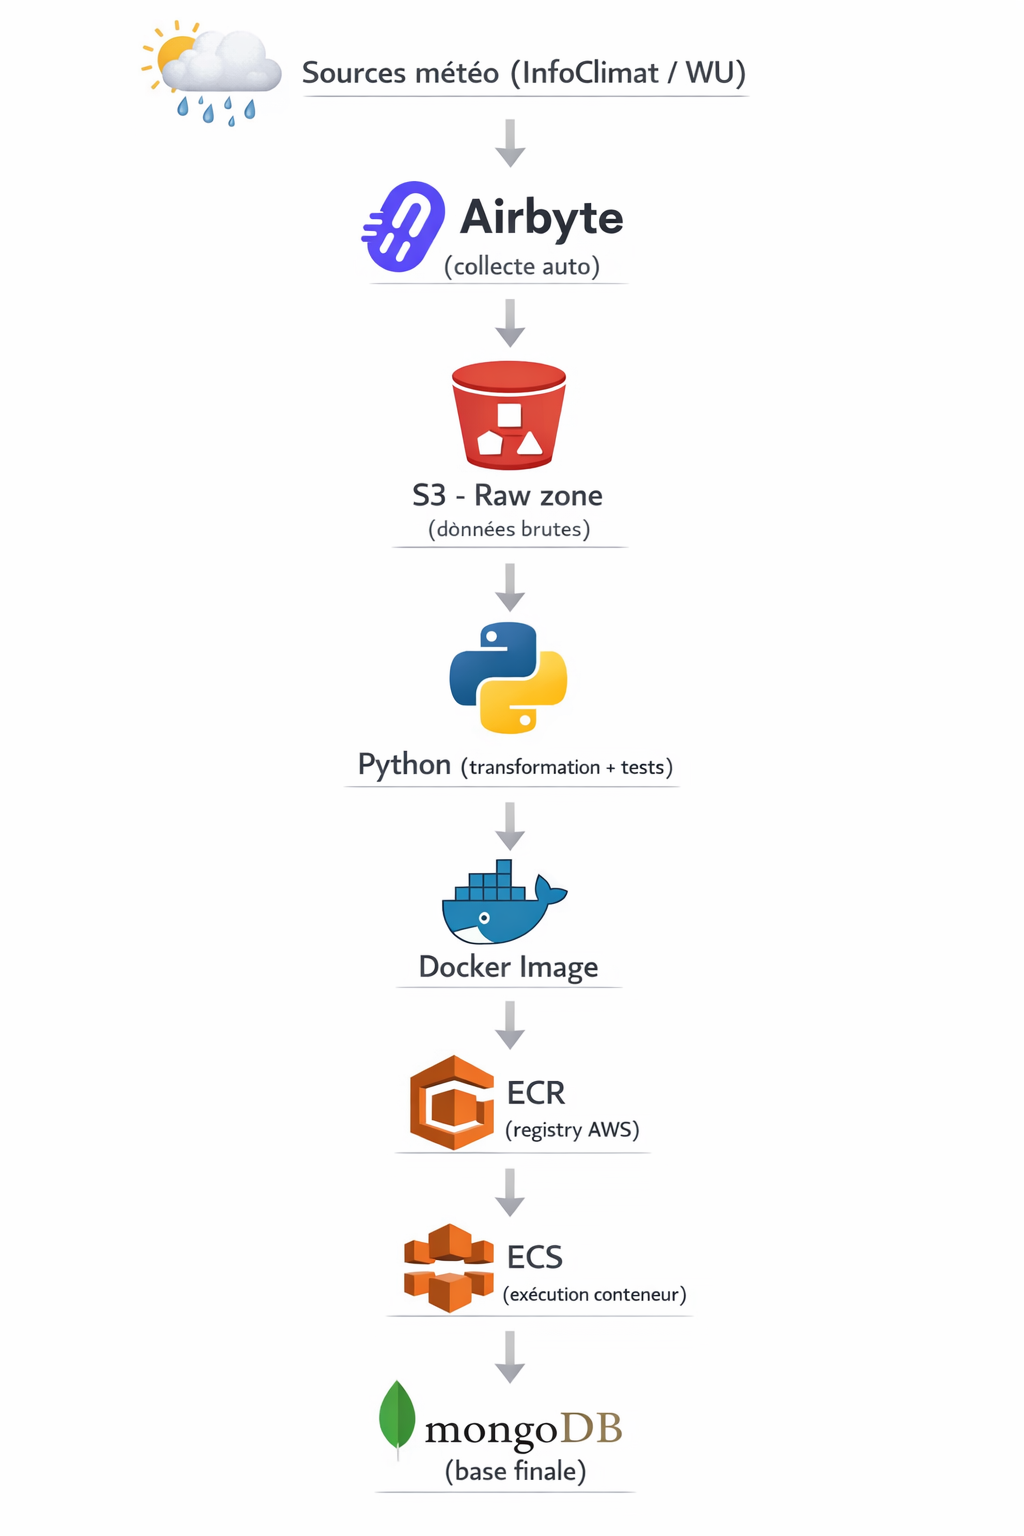 Sources météo (InfoClimat / WU)
Airbyte
(collecte auto)
S3 - Raw zone
(dònnées brutes)
Python (transformation + tests)
Docker Image
ECR
(registry AWS)
ECS
(exécution conteneur)
mongoDB
(base finale)